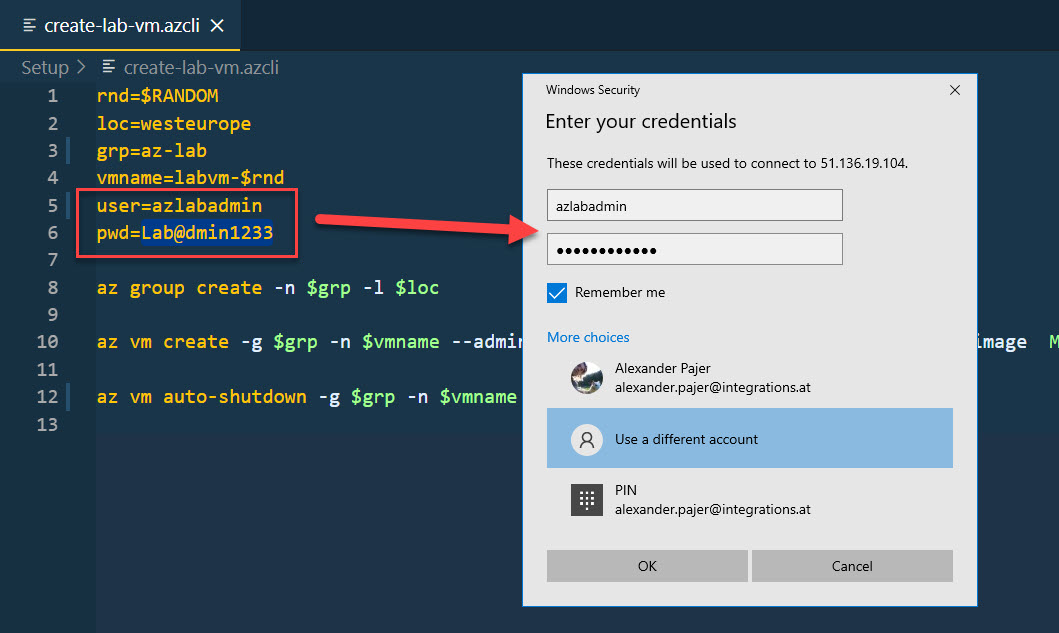 create-lab-vm.azcli
Setup > create-lab-vm.azcli
1 rnd=$RANDOM
2 loc=westeurope
3 grp=az-lab
4 vmname=labvm-$rnd
5 user=azlabadmin
6 pwd=Lab@dmin1233
7
8 az group create -n $grp -l $loc
9
10 az vm create -g $grp -n $vmname --admin image M
11
12 az vm auto-shutdown -g $grp -n $vmname
13
Windows Security
Enter your credentials
These credentials will be used to connect to 51.136.19.104.
azlabadmin
●●●●●●●●●●●●
Remember me
More choices
Alexander Pajer
alexander.pajer@integrations.at
Use a different account
PIN
alexander.pajer@integrations.at
OK
Cancel